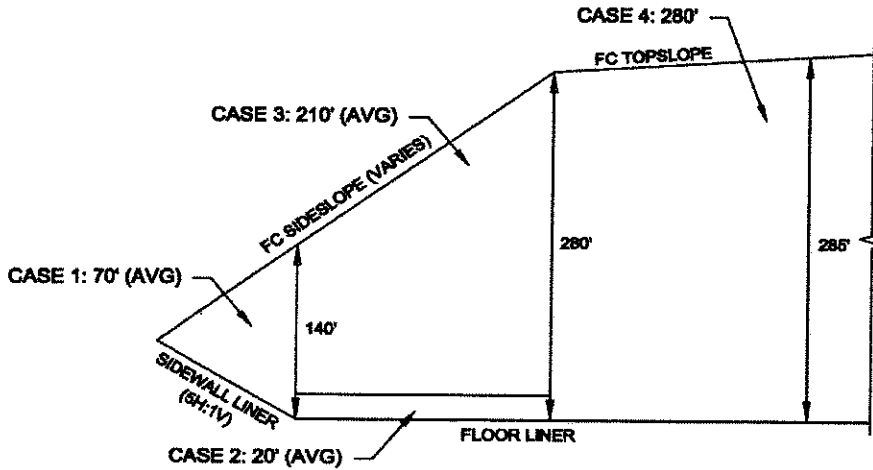 CASE 4: 280'
FC TOPSLOPE
CASE 3: 210' (AVG)
FC SIDESLOPE (VARIES)
CASE 1: 70' (AVG)
280'
285'
140'
SIDEWALL LINER
(5H:1V)
FLOOR LINER
CASE 2: 20' (AVG)